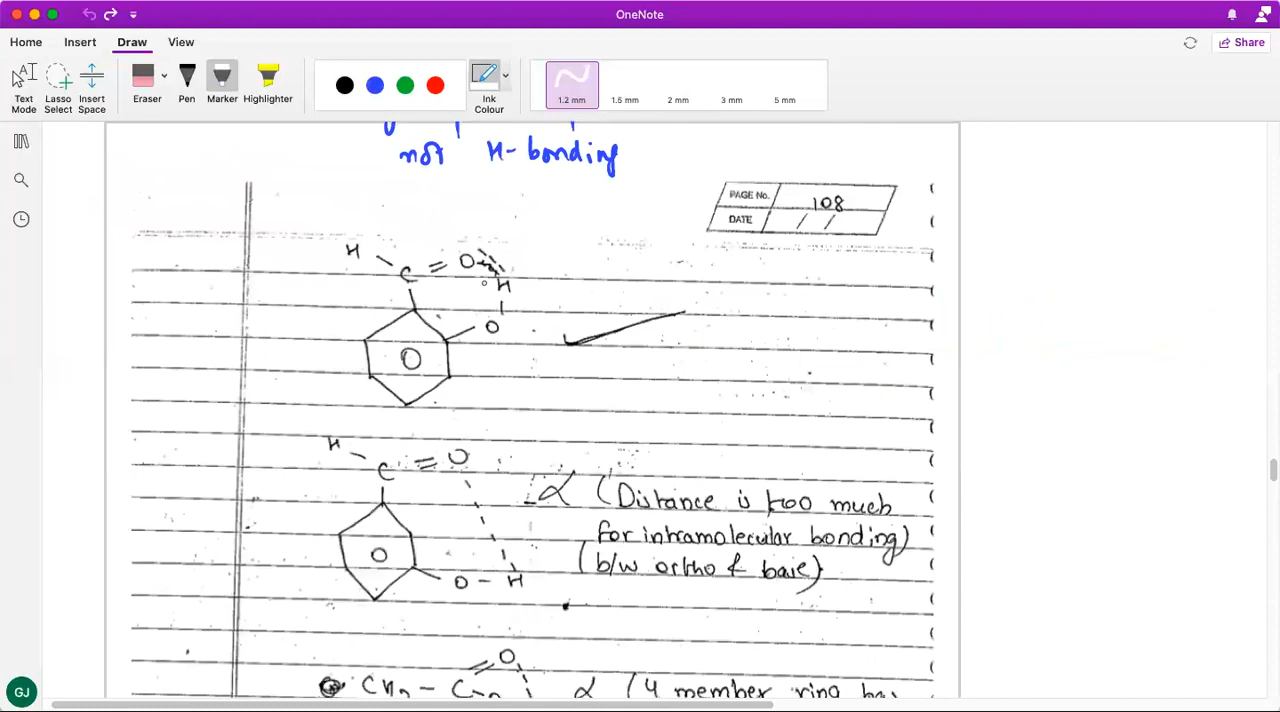 OneNote
Home Insert Draw View
Share
Text Mode
Lasso Select
Insert Space
Eraser
Pen
Marker
Highlighter
Ink Colour
1.2 mm
1.5 mm
2 mm
3 mm
5 mm
not H-bonding
PAGE No. 108
DATE / /
H
C = O
H
O
O
H
C = O
α (Distance is too much
for intramolecular bonding)
O
O - H
(b/w ortho & base)
O
α (4 member ring
GJ